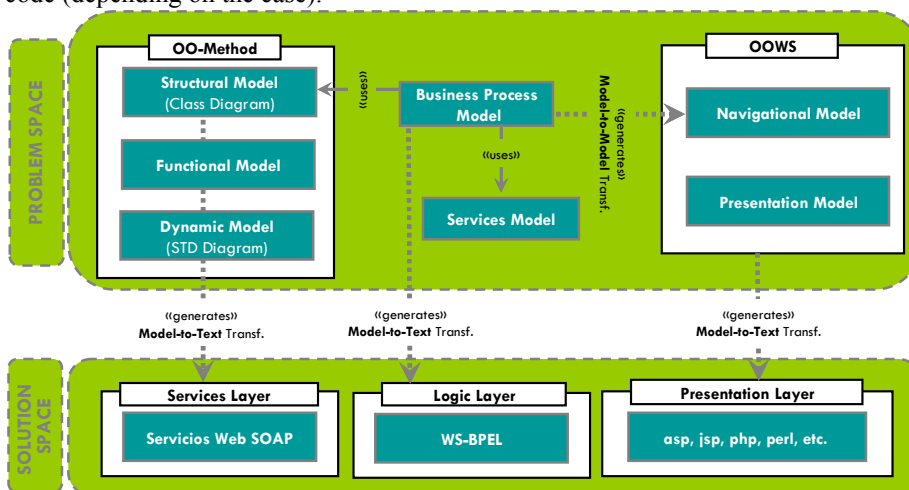 code (depending on the case).
PROBLEM SPACE
OO-Method
Structural Model
(Class Diagram)
Functional Model
Dynamic Model
(STD Diagram)
«uses»
Business Process
Model
«uses»
Services Model
Model-to-Model Transf.
«generates»
OOWS
Navigational Model
Presentation Model
«generates»
Model-to-Text Transf.
«generates»
Model-to-Text Transf.
«generates»
Model-to-Text Transf.
SOLUTION
SPACE
Services Layer
Servicios Web SOAP
Logic Layer
WS-BPEL
Presentation Layer
asp, jsp, php, perl, etc.